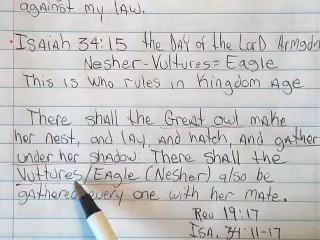 against my law.
Isaiah 34:15 the Day of the Lord Armgdn
Nesher-Vultures=Eagle
This is who rules in Kingdom Age
There shall the Great owl make
her nest, and lay, and hatch, and gather
under her shadow. There shall the
Vultures/Eagle (Nesher) also be
gathered, every one with her mate.
Rev 19:17
Isa. 34:11-17